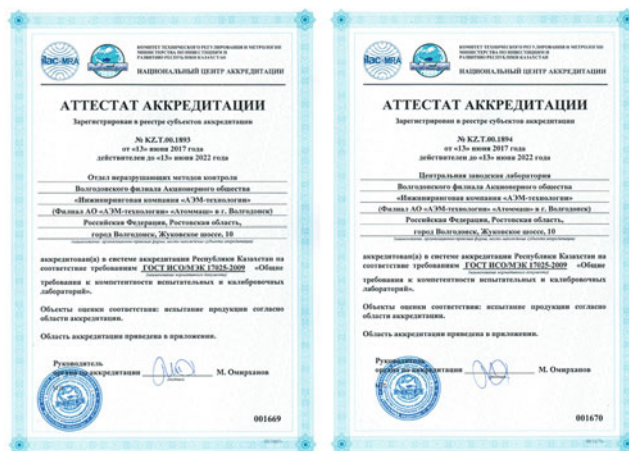 ilac-MRA
КОМИТЕТ ТЕХНИЧЕСКОГО РЕГУЛИРОВАНИЯ И МЕТРОЛОГИИ
МИНИСТЕРСТВА ПО ИНВЕСТИЦИЯМ И
РАЗВИТИЮ РЕСПУБЛИКИ КАЗАХСТАН
НАЦИОНАЛЬНЫЙ ЦЕНТР АККРЕДИТАЦИИ
АТТЕСТАТ АККРЕДИТАЦИИ
Зарегистрирован в реестре субъектов аккредитации
№ KZ.T.00.1893
от «13» июня 2017 года
действителен до «13» июня 2022 года
Отдел неразрушающих методов контроля
Волгодонского филиала Акционерного общества
«Инжиниринговая компания «АЭМ-технологии»
(Филиал АО «АЭМ-технологии» «Атоммаш» в г. Волгодонск)
Российская Федерация, Ростовская область,
город Волгодонск, Жуковское шоссе, 10
аккредитован(а) в системе аккредитации Республики Казахстан на
соответствие требованиям ГОСТ ИСО/МЭК 17025-2009 «Общие
требования к компетентности испытательных и калибровочных
лабораторий».
Объекты оценки соответствия: испытание продукции согласно
области аккредитации.
Область аккредитации приведена в приложении.
Руководитель
органа по аккредитации М. Омирханов
001669
ilac-MRA
КОМИТЕТ ТЕХНИЧЕСКОГО РЕГУЛИРОВАНИЯ И МЕТРОЛОГИИ
МИНИСТЕРСТВА ПО ИНВЕСТИЦИЯМ И
РАЗВИТИЮ РЕСПУБЛИКИ КАЗАХСТАН
НАЦИОНАЛЬНЫЙ ЦЕНТР АККРЕДИТАЦИИ
АТТЕСТАТ АККРЕДИТАЦИИ
Зарегистрирован в реестре субъектов аккредитации
№ KZ.T.00.1894
от «13» июня 2017 года
действителен до «13» июня 2022 года
Центральная заводская лаборатория
Волгодонского филиала Акционерного общества
«Инжиниринговая компания «АЭМ-технологии»
(Филиал АО «АЭМ-технологии» «Атоммаш» в г. Волгодонск)
Российская Федерация, Ростовская область,
город Волгодонск, Жуковское шоссе, 10
аккредитован(а) в системе аккредитации Республики Казахстан на
соответствие требованиям ГОСТ ИСО/МЭК 17025-2009 «Общие
требования к компетентности испытательных и калибровочных
лабораторий».
Объекты оценки соответствия: испытание продукции согласно
области аккредитации.
Область аккредитации приведена в приложении.
Руководитель
органа по аккредитации М. Омирханов
001670